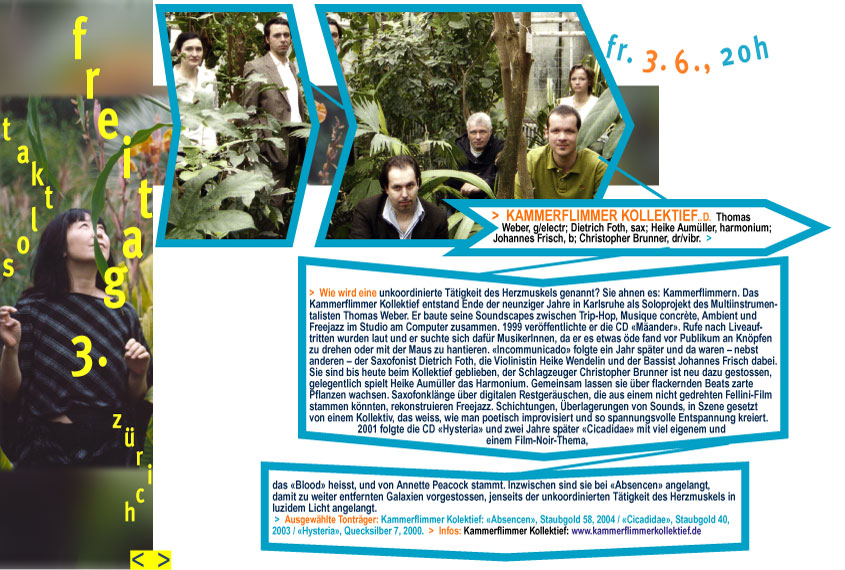 freitag
3.
taktlos
zürich
< >
fr. 3.6., 20h
> KAMMERFLIMMER KOLLEKTIEF..D. Thomas
Weber, g/electr; Dietrich Foth, sax; Heike Aumüller, harmonium;
Johannes Frisch, b; Christopher Brunner, dr/vibr. >
> Wie wird eine unkoordinierte Tätigkeit des Herzmuskels genannt? Sie ahnen es: Kammerflimmern. Das
Kammerflimmer Kollektief entstand Ende der neunziger Jahre in Karlsruhe als Soloprojekt des Multiinstrumen-
talisten Thomas Weber. Er baute seine Soundscapes zwischen Trip-Hop, Musique concrète, Ambient und
Freejazz im Studio am Computer zusammen. 1999 veröffentlichte er die CD «Mäander». Rufe nach Liveauf-
tritten wurden laut und er suchte sich dafür MusikerInnen, da er es etwas öde fand vor Publikum an Knöpfen
zu drehen oder mit der Maus zu hantieren. «Incommunicado» folgte ein Jahr später und da waren – nebst
anderen – der Saxofonist Dietrich Foth, die Violinistin Heike Wendelin und der Bassist Johannes Frisch dabei.
Sie sind bis heute beim Kollektief geblieben, der Schlagzeuger Christopher Brunner ist neu dazu gestossen,
gelegentlich spielt Heike Aumüller das Harmonium. Gemeinsam lassen sie über flackernden Beats zarte
Pflanzen wachsen. Saxofonklänge über digitalen Restgeräuschen, die aus einem nicht gedrehten Fellini-Film
stammen könnten, rekonstruieren Freejazz. Schichtungen, Überlagerungen von Sounds, in Szene gesetzt
von einem Kollektiv, das weiss, wie man poetisch improvisiert und so spannungsvolle Entspannung kreiert.
2001 folgte die CD «Hysteria» und zwei Jahre später «Cicadidae» mit viel eigenem und
einem Film-Noir-Thema,
das «Blood» heisst, und von Annette Peacock stammt. Inzwischen sind sie bei «Absencen» angelangt,
damit zu weiter entfernten Galaxien vorgestossen, jenseits der unkoordinierten Tätigkeit des Herzmuskels in
luzidem Licht angelangt.
> Ausgewählte Tonträger: Kammerflimmer Kolektief: «Absencen», Staubgold 58, 2004 / «Cicadidae», Staubgold 40,
2003 / «Hysteria», Quecksilber 7, 2000. > Infos: Kammerflimmer Kollektief: www.kammerflimmerkollektief.de